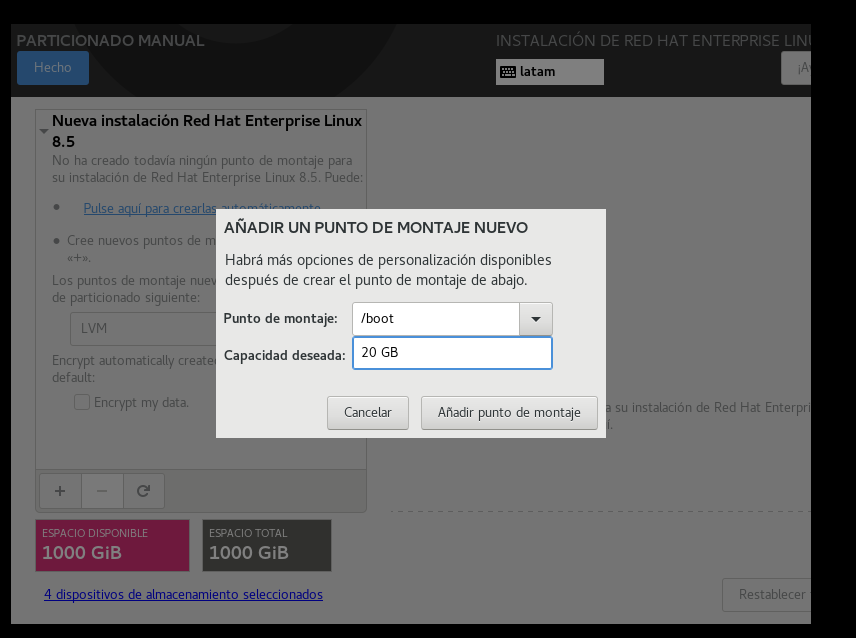 PARTICIONADO MANUAL
INSTALACIÓN DE RED HAT ENTERPRISE
Hecho
latam
Nueva instalación Red Hat Enterprise Linux
8.5
No ha creado todavía ningún punto de montaje para
su instalación de Red Hat Enterprise Linux 8.5. Puede:
• Pulse aquí para crearlas automáticamente.
• Cree nuevos puntos de
«+».
Los puntos de montaje
de particionado siguiente:
LVM
Encrypt automatically
default:
Encrypt my data.
AÑADIR UN PUNTO DE MONTAJE NUEVO
Habrá más opciones de personalización disponibles
después de crear el punto de montaje de abajo.
Punto de montaje: /boot
Capacidad deseada: 20 GB
Cancelar Añadir punto de montaje
a su instalación de Red Hat
+ −
ESPACIO DISPONIBLE
1000 GiB
ESPACIO TOTAL
1000 GiB
4 dispositivos de almacenamiento seleccionados
Restablecer